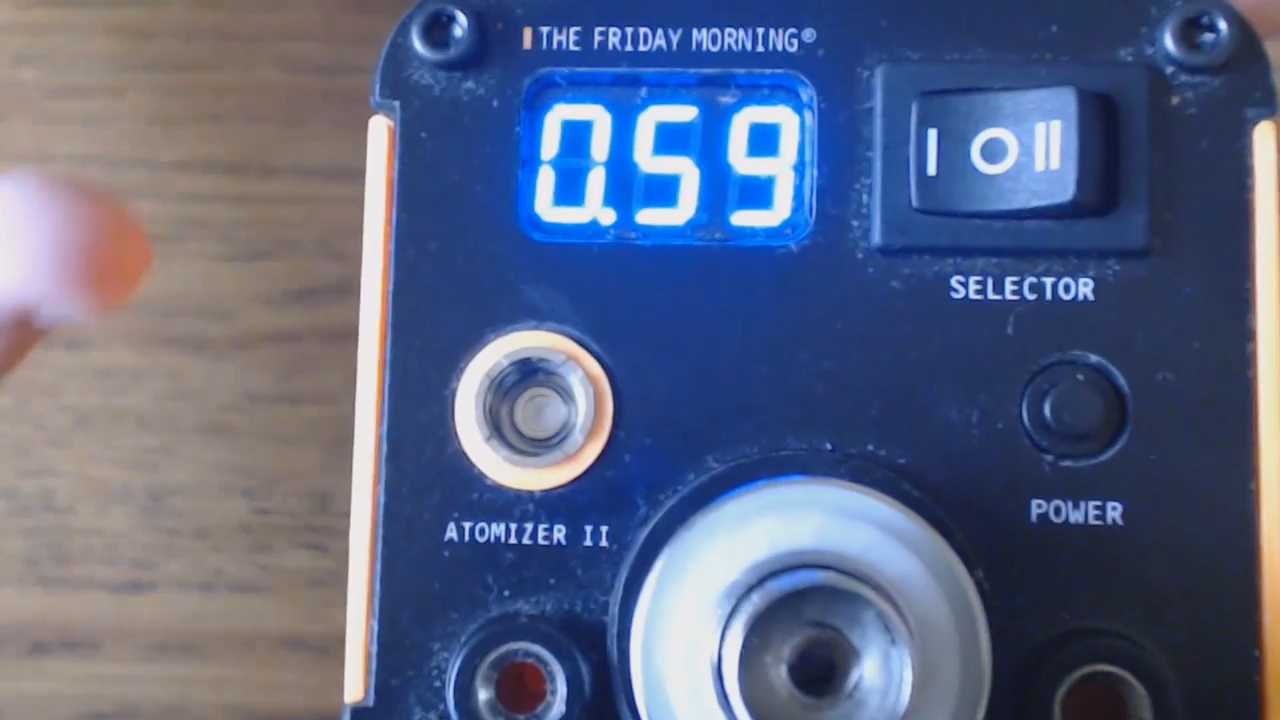 THE FRIDAY MORNING®
0.59
I O II
SELECTOR
ATOMIZER II
POWER